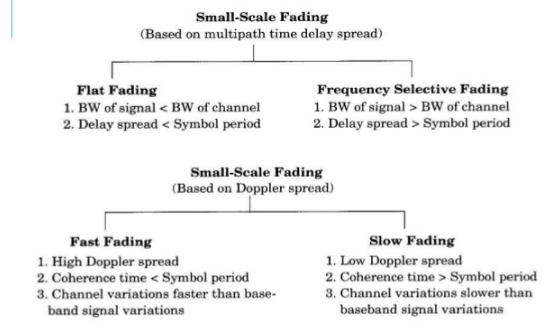 Small-Scale Fading
(Based on multipath time delay spread)
Flat Fading
1. BW of signal < BW of channel
2. Delay spread < Symbol period
Frequency Selective Fading
1. BW of signal > BW of channel
2. Delay spread > Symbol period
Small-Scale Fading
(Based on Doppler spread)
Fast Fading
1. High Doppler spread
2. Coherence time < Symbol period
3. Channel variations faster than base-
band signal variations
Slow Fading
1. Low Doppler spread
2. Coherence time > Symbol period
3. Channel variations slower than
baseband signal variations